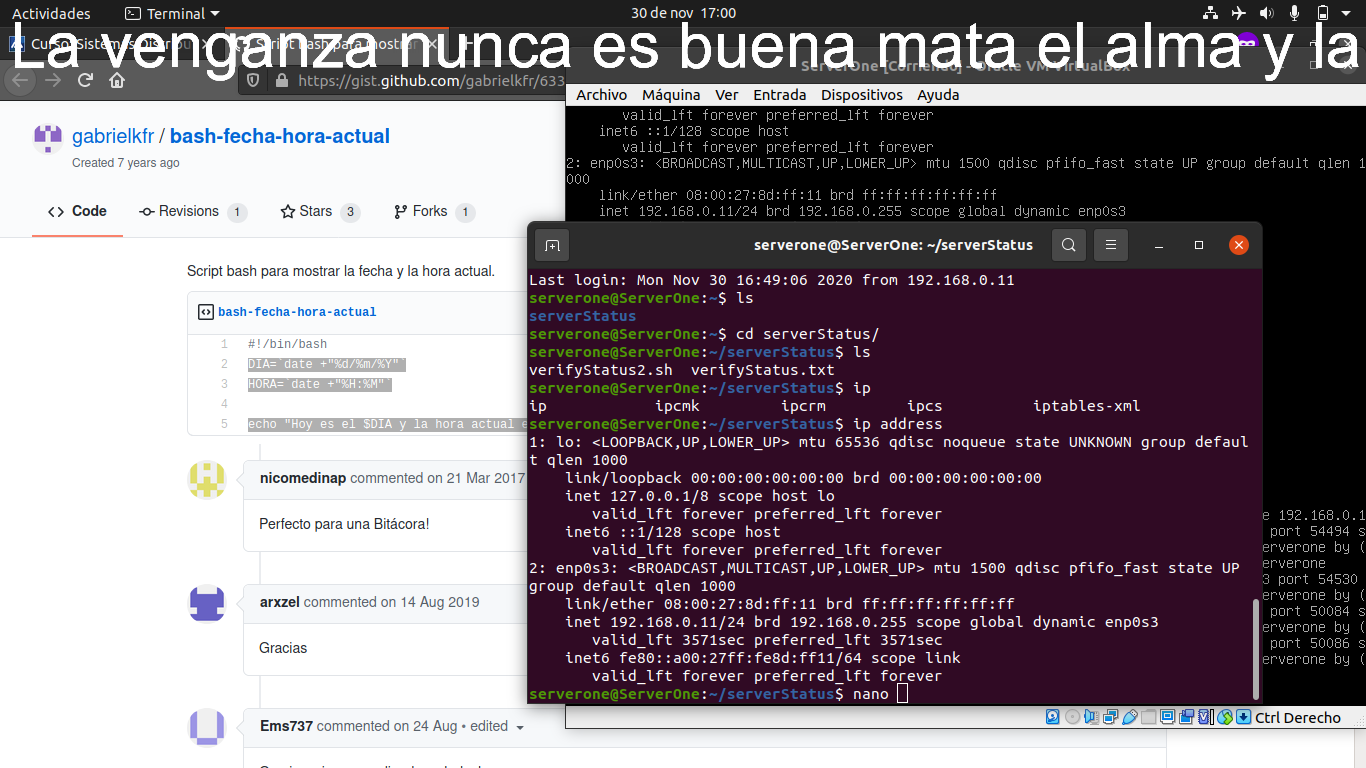 Actividades
Terminal
30 de nov 17:00
La venganza nunca es buena mata el alma y la
https://gist.github.com/gabrielkfr/633
ServerOne [Corriendo] - Oracle VM VirtualBox
Archivo Máquina Ver Entrada Dispositivos Ayuda
valid_lft forever preferred_lft forever
inet6 ::1/128 scope host
valid_lft forever preferred_lft forever
2: enp0s3: <BROADCAST,MULTICAST,UP,LOWER_UP> mtu 1500 qdisc pfifo_fast state UP group default qlen 1
000
link/ether 08:00:27:8d:ff:11 brd ff:ff:ff:ff:ff:ff
inet 192.168.0.11/24 brd 192.168.0.255 scope global dynamic enp0s3
gabrielkfr / bash-fecha-hora-actual
Created 7 years ago
Code
Revisions 1
Stars 3
Forks 1
Script bash para mostrar la fecha y la hora actual.
bash-fecha-hora-actual
1 #!/bin/bash
2 DIA=`date +"%d/%m/%Y"`
3 HORA=`date +"%H:%M"`
4
5 echo "Hoy es el $DIA y la hora actual e
nicomedinap commented on 21 Mar 2017
Perfecto para una Bitácora!
arxzel commented on 14 Aug 2019
Gracias
Ems737 commented on 24 Aug • edited
serverone@ServerOne: ~/serverStatus
Last login: Mon Nov 30 16:49:06 2020 from 192.168.0.11
serverone@ServerOne:~$ ls
serverStatus
serverone@ServerOne:~$ cd serverStatus/
serverone@ServerOne:~/serverStatus$ ls
verifyStatus2.sh verifyStatus.txt
serverone@ServerOne:~/serverStatus$ ip
ip ipcmk ipcrm ipcs iptables-xml
serverone@ServerOne:~/serverStatus$ ip address
1: lo: <LOOPBACK,UP,LOWER_UP> mtu 65536 qdisc noqueue state UNKNOWN group defaul
t qlen 1000
link/loopback 00:00:00:00:00:00 brd 00:00:00:00:00:00
inet 127.0.0.1/8 scope host lo
valid_lft forever preferred_lft forever
inet6 ::1/128 scope host
valid_lft forever preferred_lft forever
2: enp0s3: <BROADCAST,MULTICAST,UP,LOWER_UP> mtu 1500 qdisc pfifo_fast state UP
group default qlen 1000
link/ether 08:00:27:8d:ff:11 brd ff:ff:ff:ff:ff:ff
inet 192.168.0.11/24 brd 192.168.0.255 scope global dynamic enp0s3
valid_lft 3571sec preferred_lft 3571sec
inet6 fe80::a00:27ff:fe8d:ff11/64 scope link
valid_lft forever preferred_lft forever
serverone@ServerOne:~/serverStatus$ nano
e 192.168.0.1
port 54494 s
erverone by (
erverone
3 port 54530
erverone by (
port 50084 s
erverone by (
port 50086 s
erverone by (
Ctrl Derecho